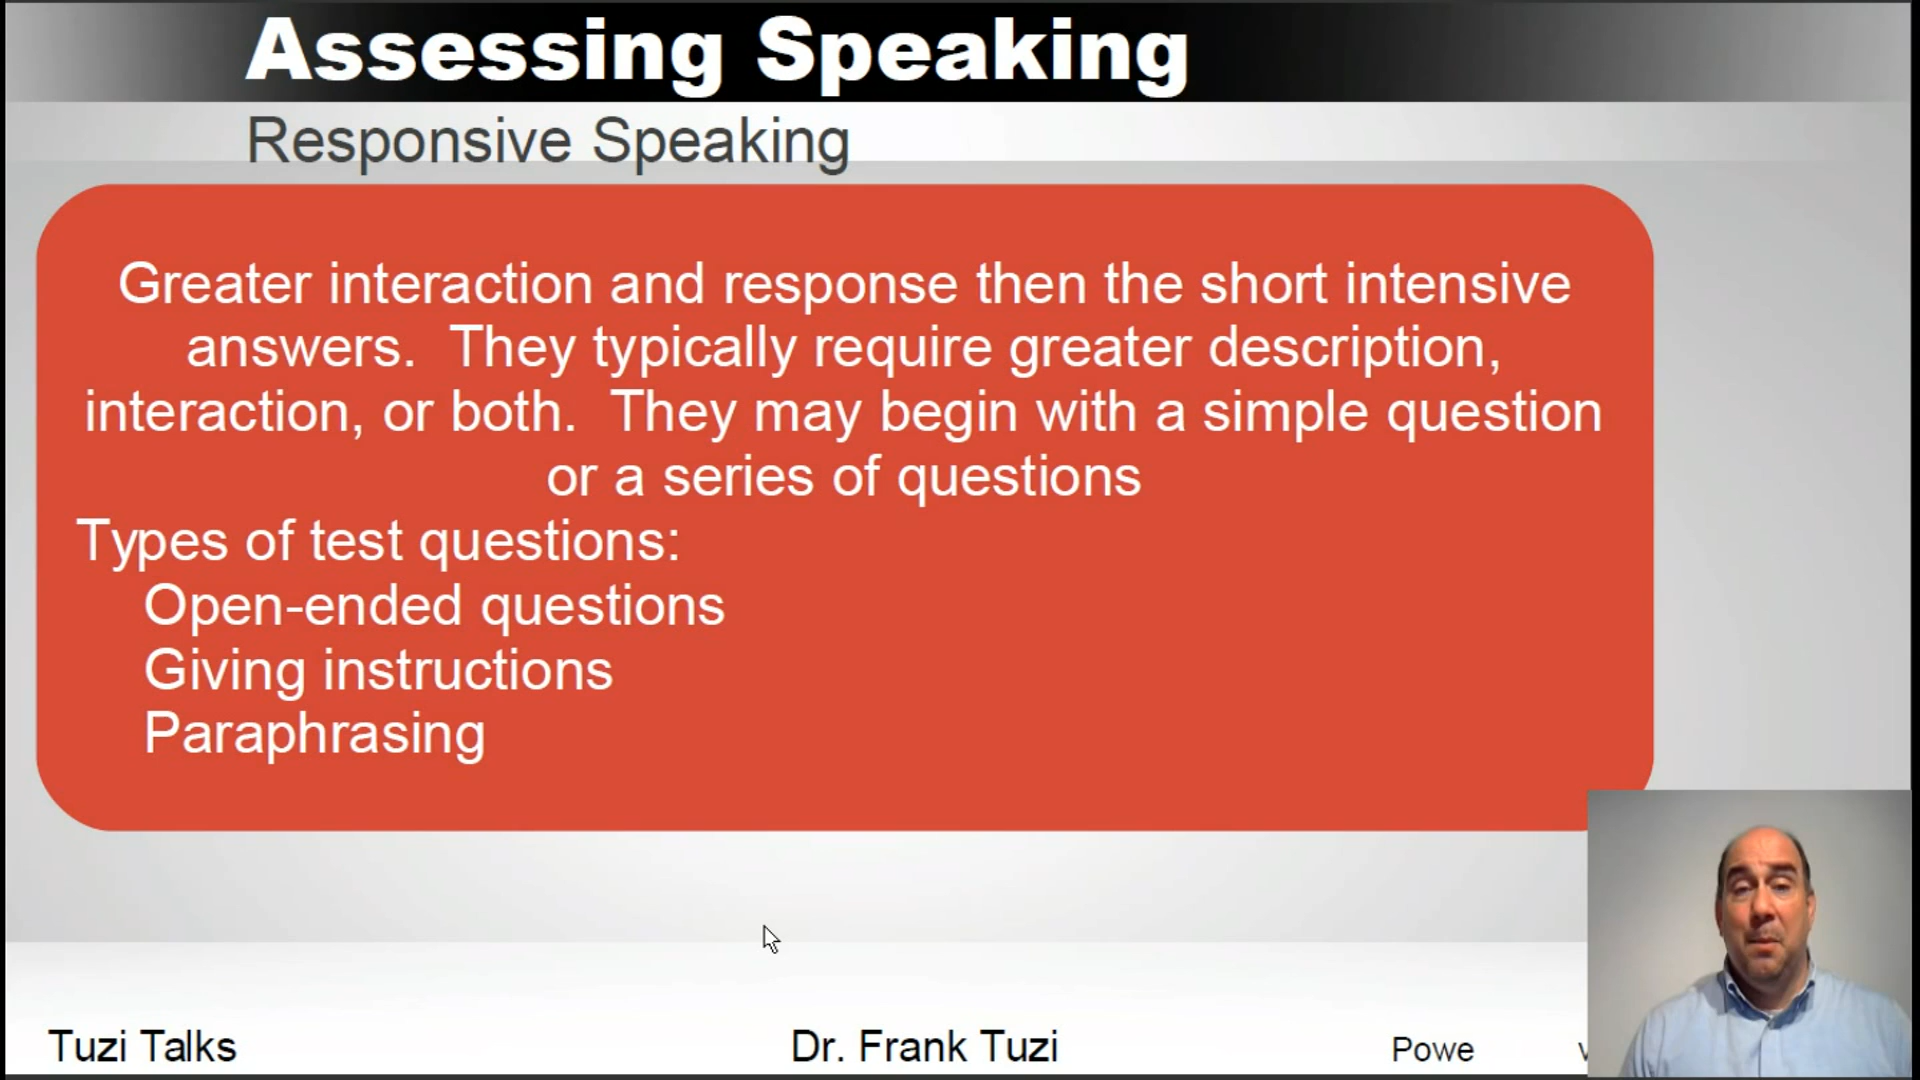 Assessing Speaking
Responsive Speaking
Greater interaction and response then the short intensive
answers.  They typically require greater description,
interaction, or both.  They may begin with a simple question
or a series of questions
Types of test questions:
Open-ended questions
Giving instructions
Paraphrasing
Tuzi Talks
Dr. Frank Tuzi